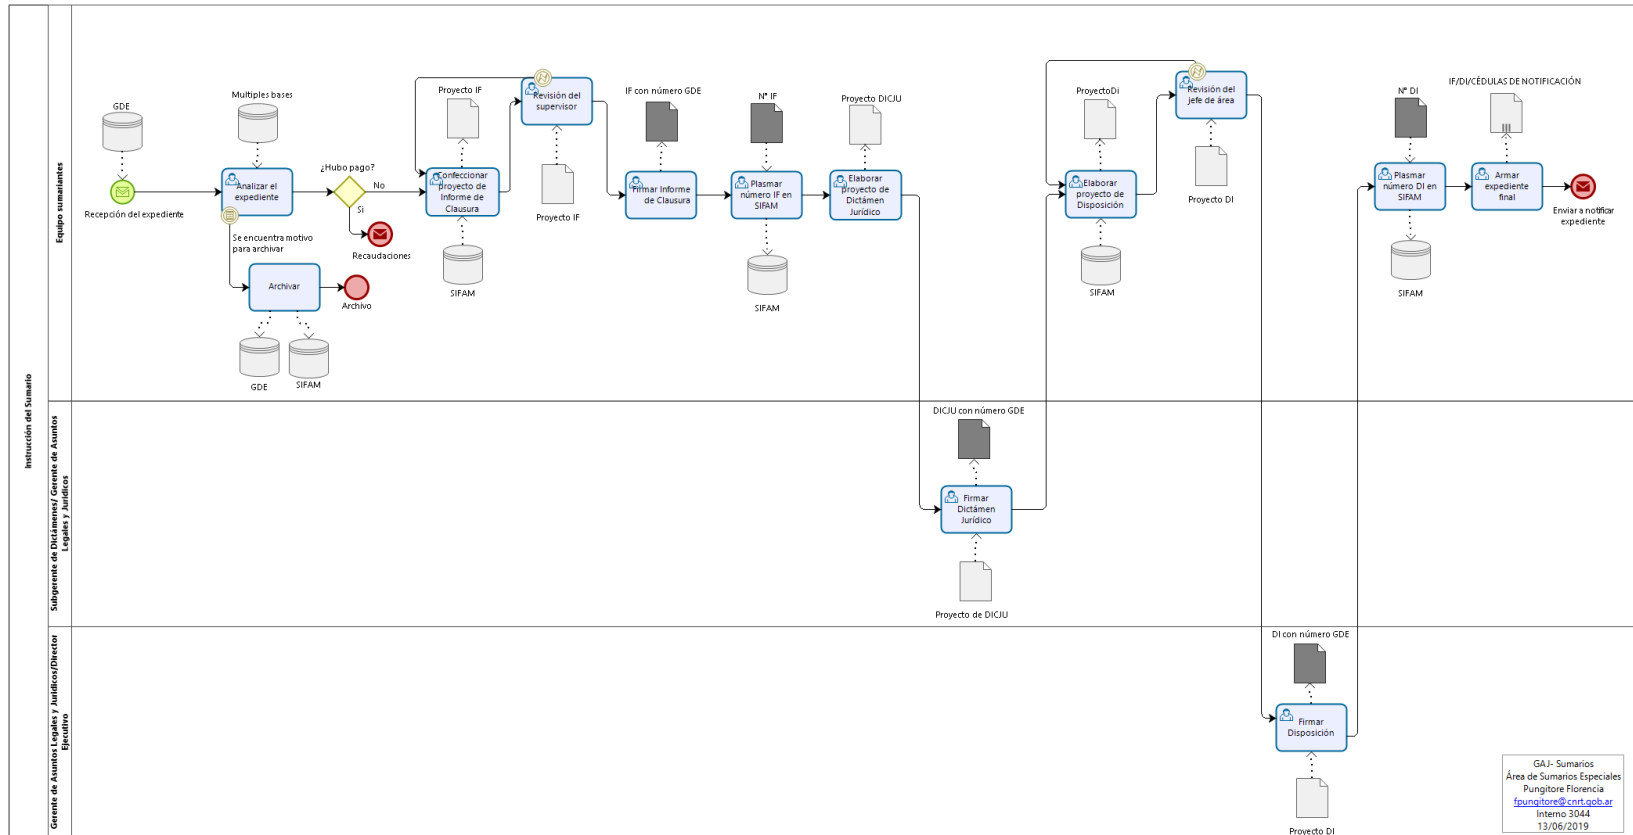 Instrucción del Sumario
Equipo sumariantes
GDE
Recepción del expediente
Multiples bases
Analizar el
expediente
Se encuentra motivo
para archivar
Archivar
Archivo
GDE
SIFAM
¿Hubo pago?
No
Si
Recaudaciones
Proyecto IF
Confeccionar
proyecto de
Informe de
Clausura
SIFAM
Revisión del
supervisor
Proyecto IF
IF con número GDE
Firmar Informe
de Clausura
N° IF
Plasmar
número IF en
SIFAM
SIFAM
Proyecto DICJU
Elaborar
proyecto de
Dictámen
Jurídico
ProyectoDi
Elaborar
proyecto de
Disposición
SIFAM
Revisión del
jefe de área
Proyecto DI
N° DI
Plasmar
número DI en
SIFAM
SIFAM
IF/DI/CÉDULAS DE NOTIFICACIÓN
Armar
expediente
final
Enviar a notificar
expediente
Subgerente de Dictámenes/ Gerente de Asuntos
Legales y Jurídicos
DICJU con número GDE
Firmar
Dictámen
Jurídico
Proyecto de DICJU
Gerente de Asuntos Legales y Jurídicos/Director
Ejecutivo
DI con número GDE
Firmar
Disposición
Proyecto DI
GAJ- Sumarios
Área de Sumarios Especiales
Pungitore Florencia
fpungitore@cnrt.gob.ar
Interno 3044
13/06/2019